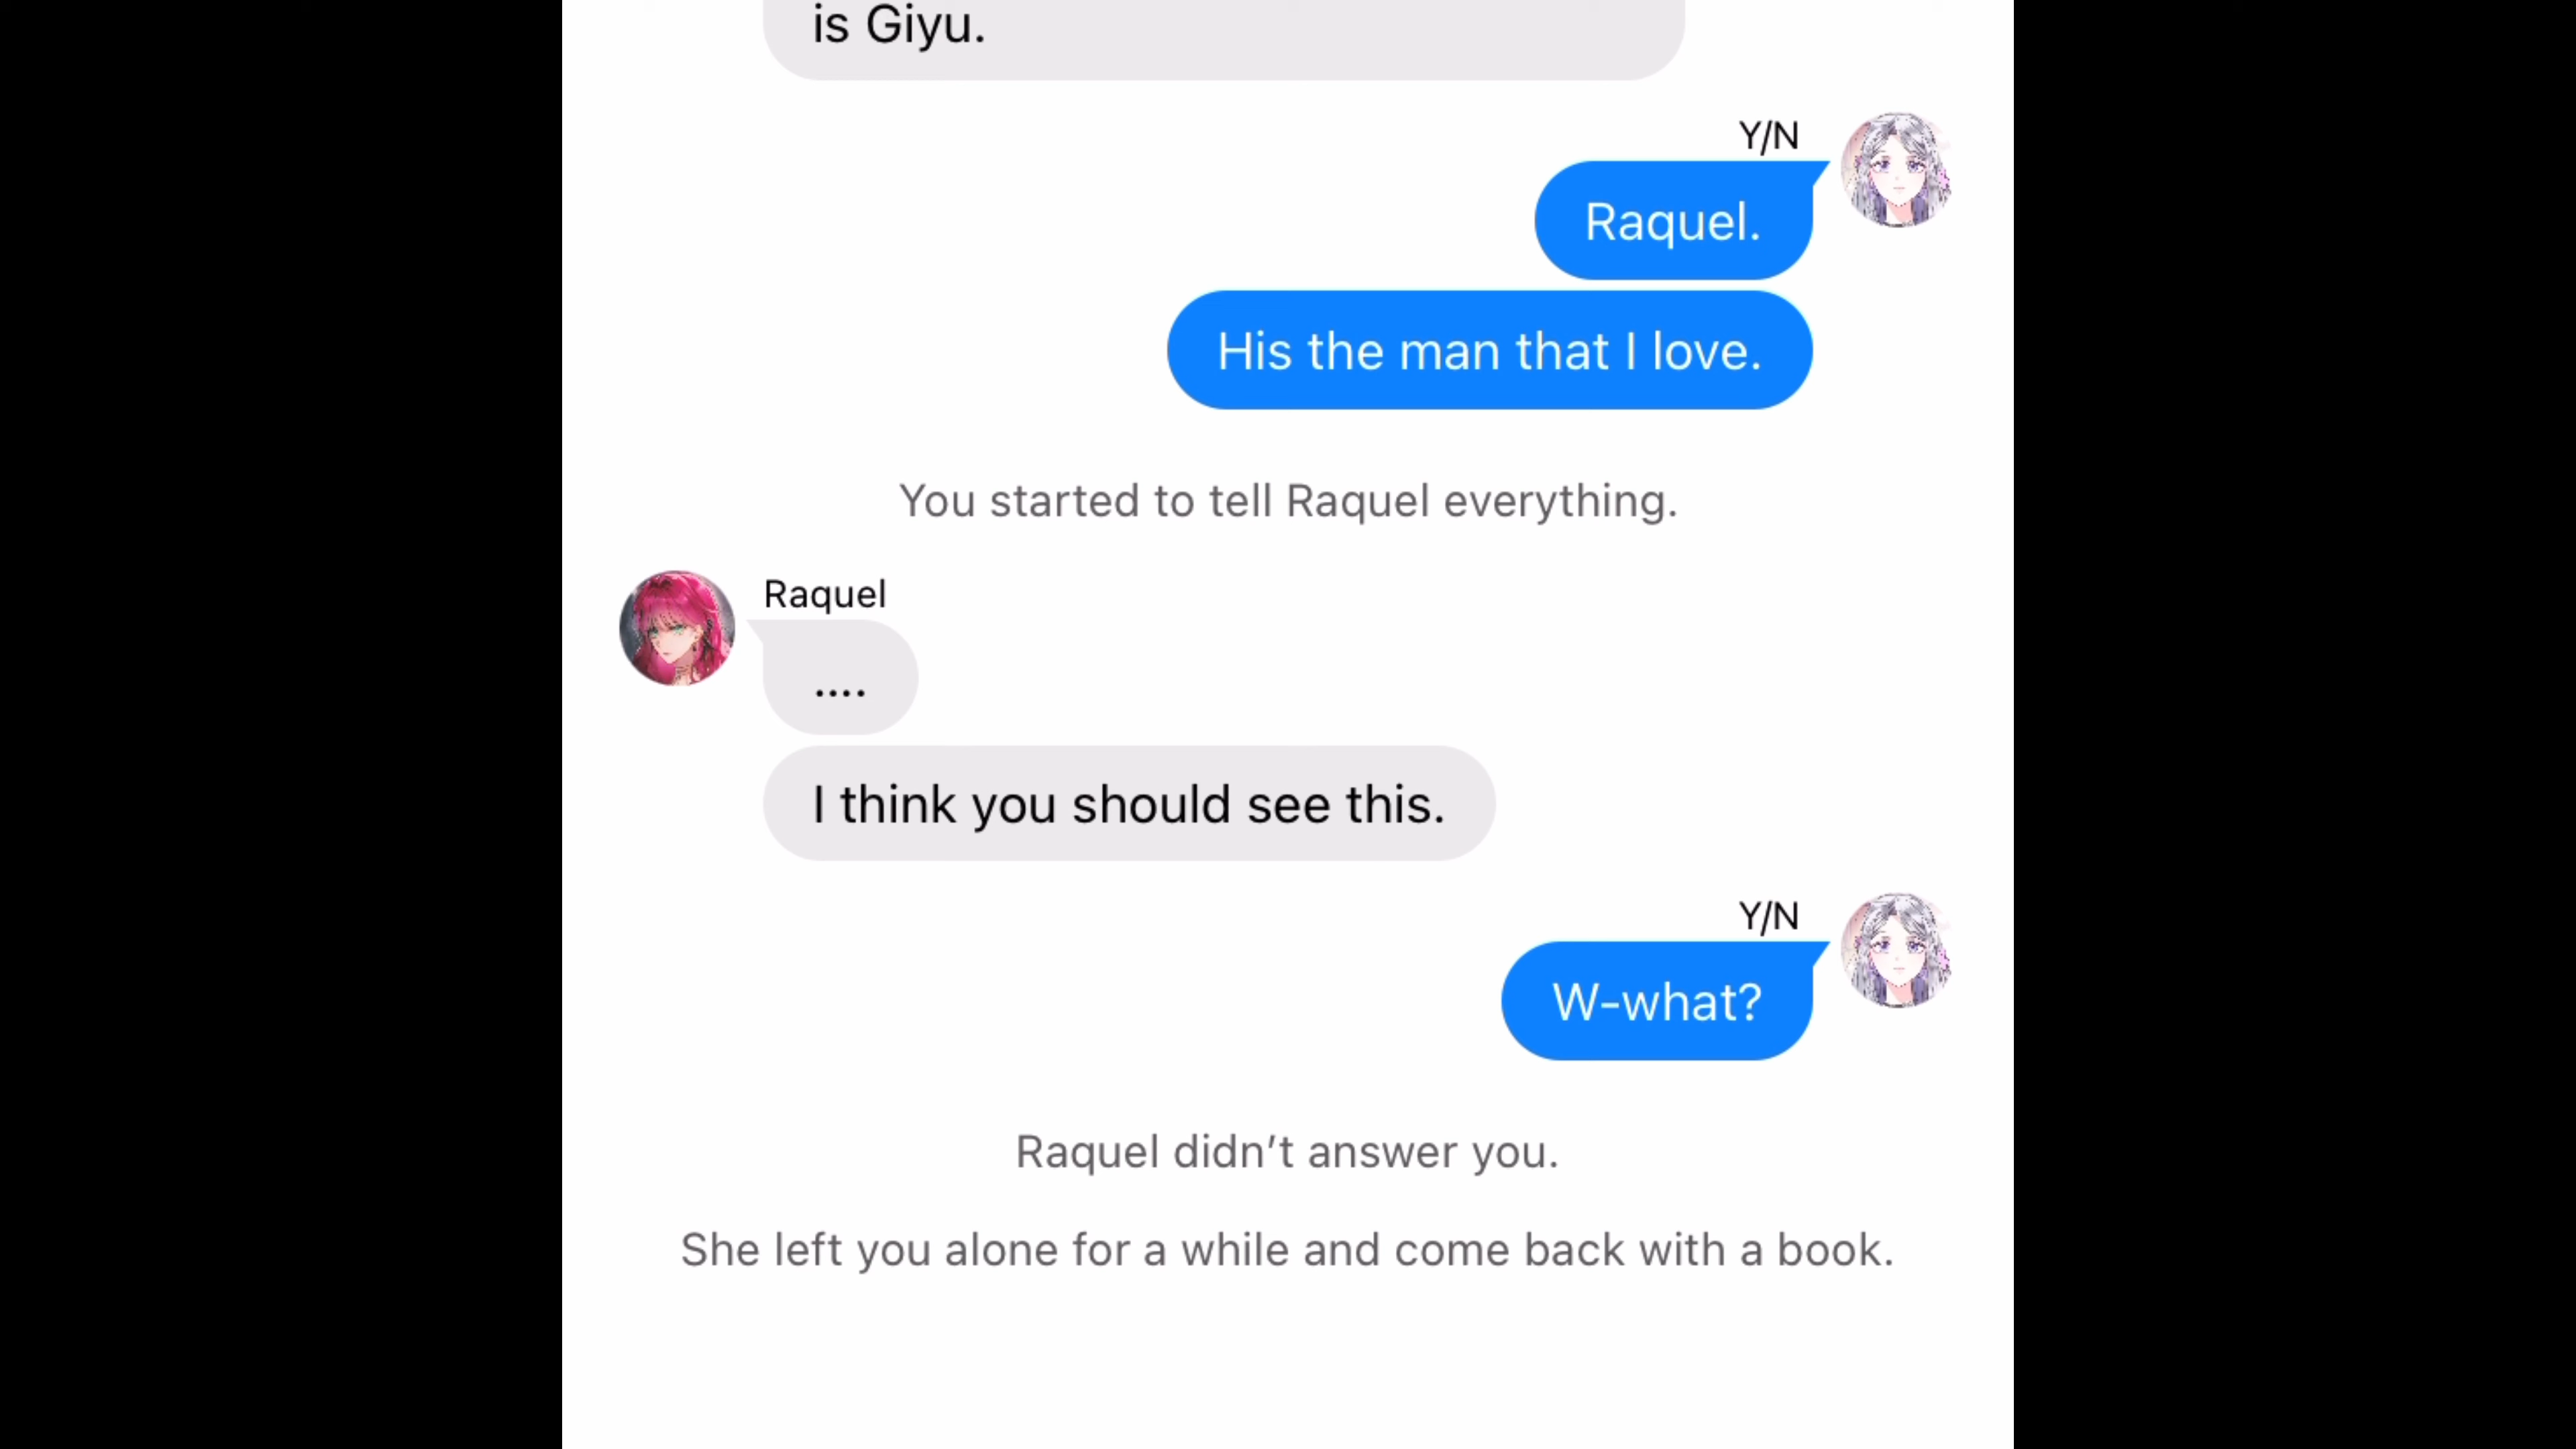 is Giyu.
Y/N
Raquel.
His the man that I love.
You started to tell Raquel everything.
Raquel
....
I think you should see this.
Y/N
W-what?
Raquel didn’t answer you.
She left you alone for a while and come back with a book.